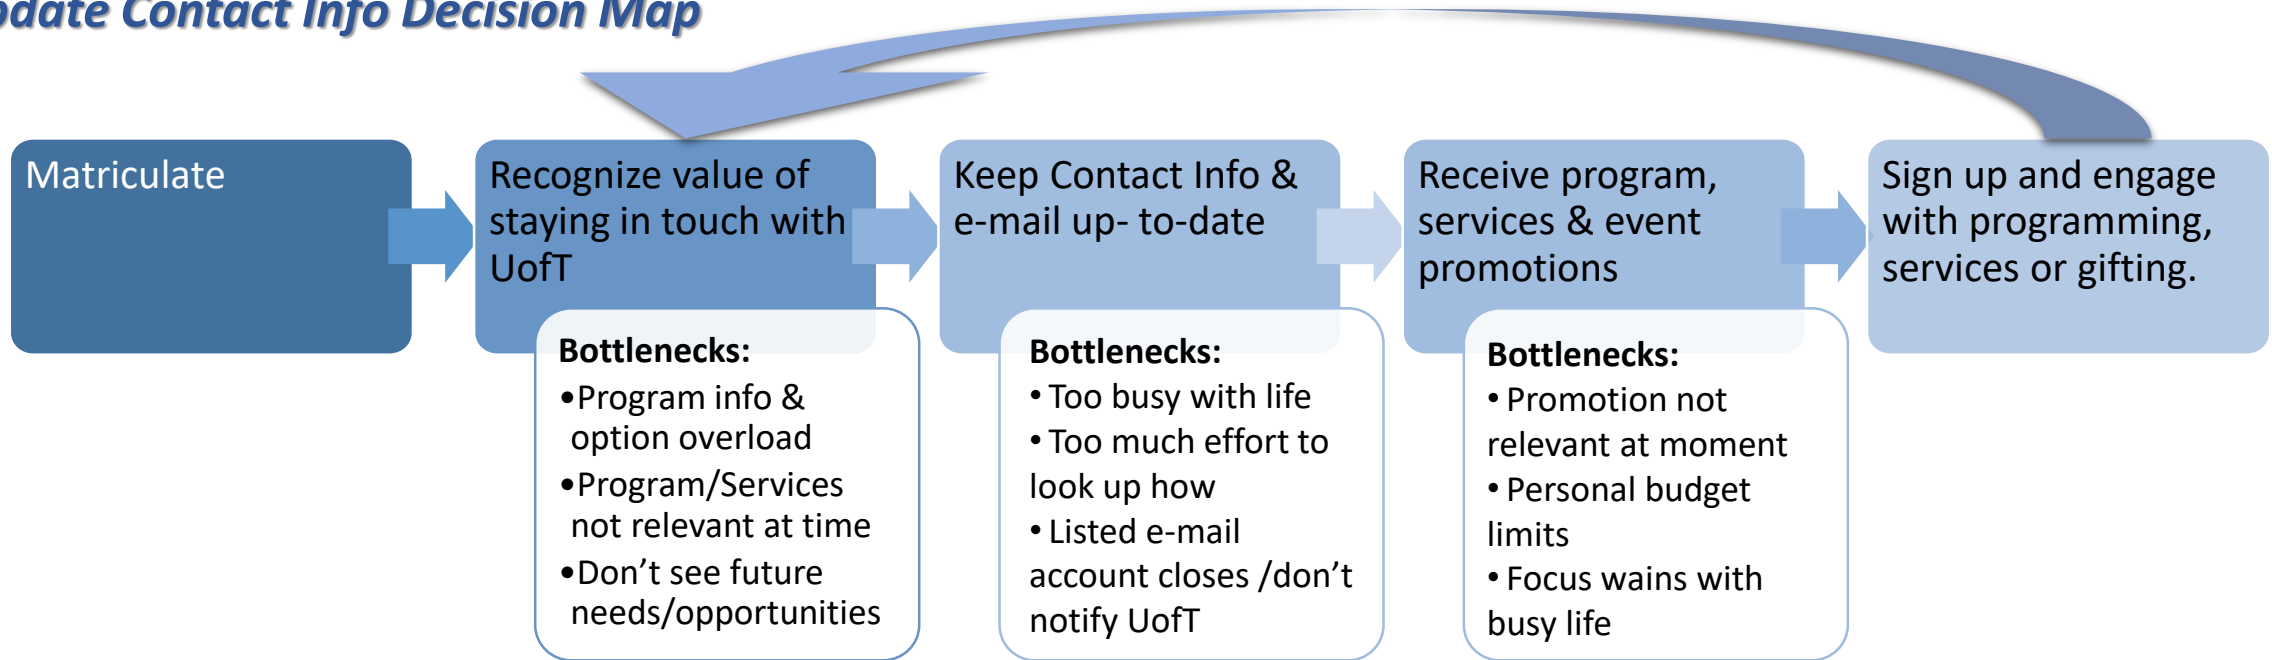 pdate Contact Info Decision Map
Matriculate
Recognize value of
staying in touch with
UofT
Bottlenecks:
•Program info &
option overload
•Program/Services
not relevant at time
•Don’t see future
needs/opportunities
Keep Contact Info &
e-mail up- to-date
Bottlenecks:
• Too busy with life
• Too much effort to
look up how
• Listed e-mail
account closes /don’t
notify UofT
Receive program,
services & event
promotions
Bottlenecks:
• Promotion not
relevant at moment
• Personal budget
limits
• Focus wains with
busy life
Sign up and engage
with programming,
services or gifting.